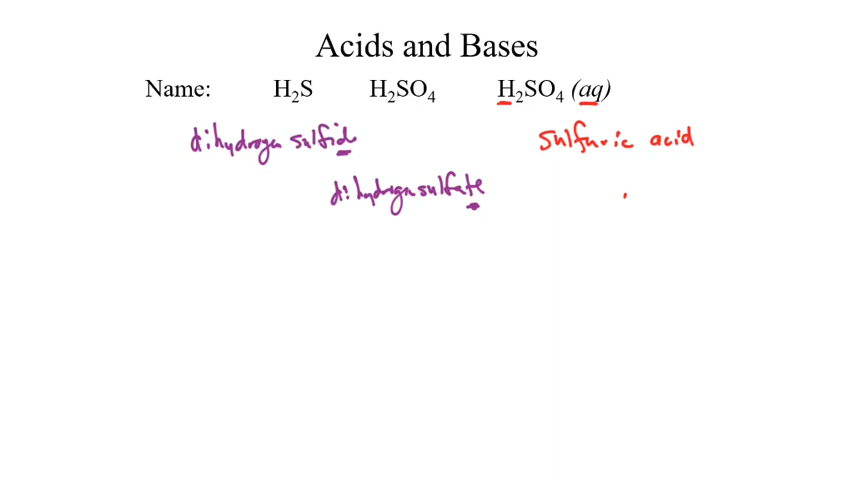 Acids and Bases
Name: H₂S H₂SO₄ H₂SO₄ (aq)
dihydrogen sulfide sulfuric acid
dihydrogen sulfate